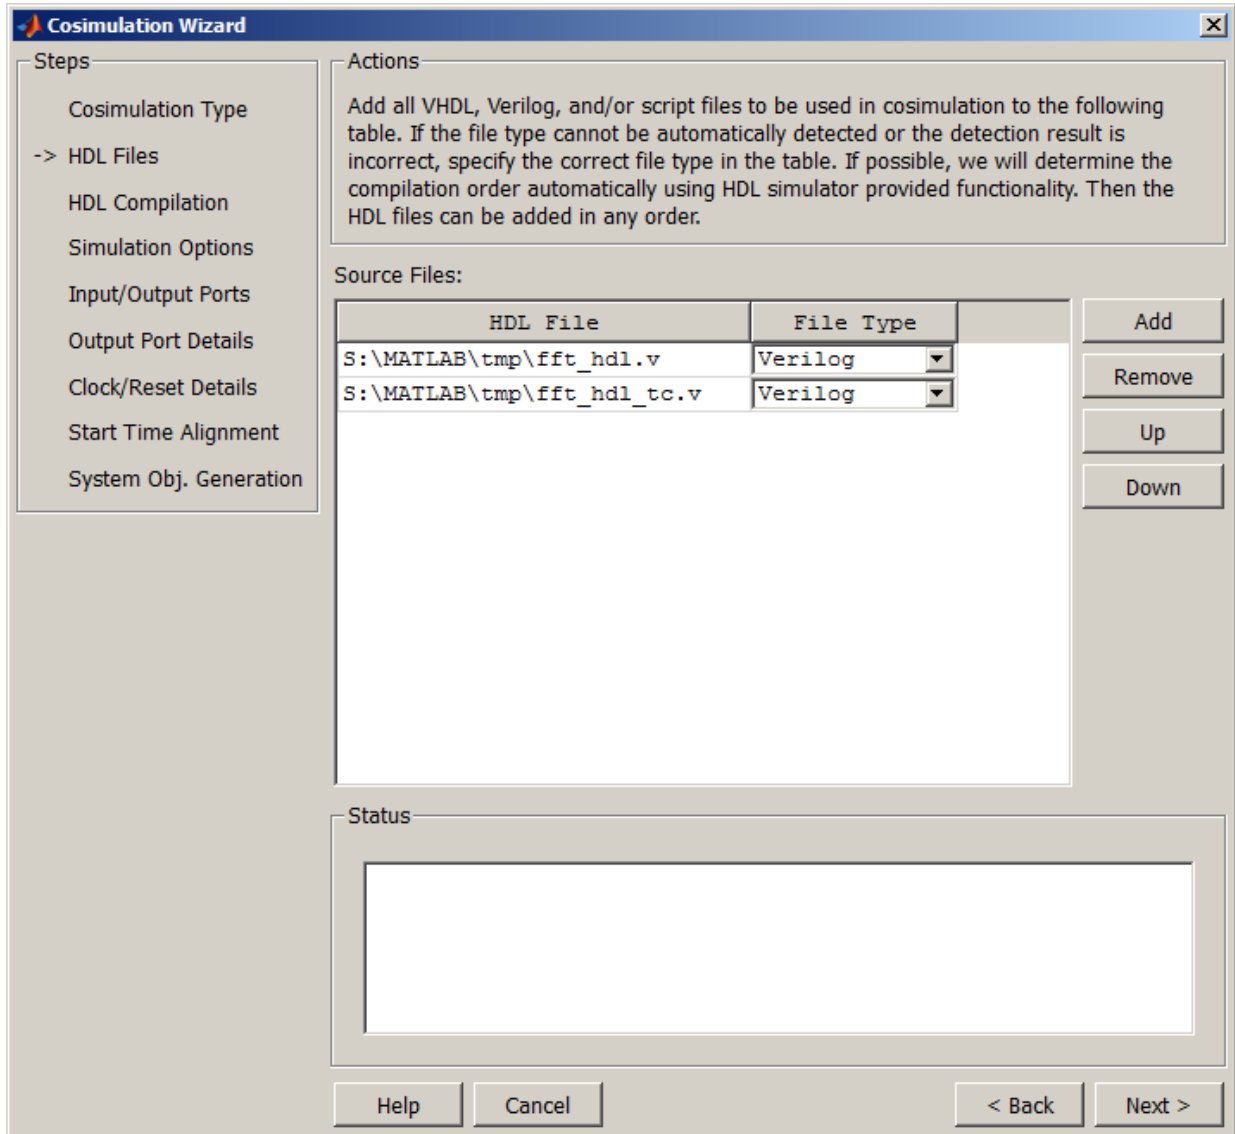 Cosimulation Wizard
Steps
Cosimulation Type
-> HDL Files
HDL Compilation
Simulation Options
Input/Output Ports
Output Port Details
Clock/Reset Details
Start Time Alignment
System Obj. Generation
Actions
Add all VHDL, Verilog, and/or script files to be used in cosimulation to the following
table. If the file type cannot be automatically detected or the detection result is
incorrect, specify the correct file type in the table. If possible, we will determine the
compilation order automatically using HDL simulator provided functionality. Then the
HDL files can be added in any order.
Source Files:
HDL File File Type
S:\MATLAB\tmp\fft_hdl.v Verilog
S:\MATLAB\tmp\fft_hdl_tc.v Verilog
Add
Remove
Up
Down
Status
Help Cancel < Back Next >